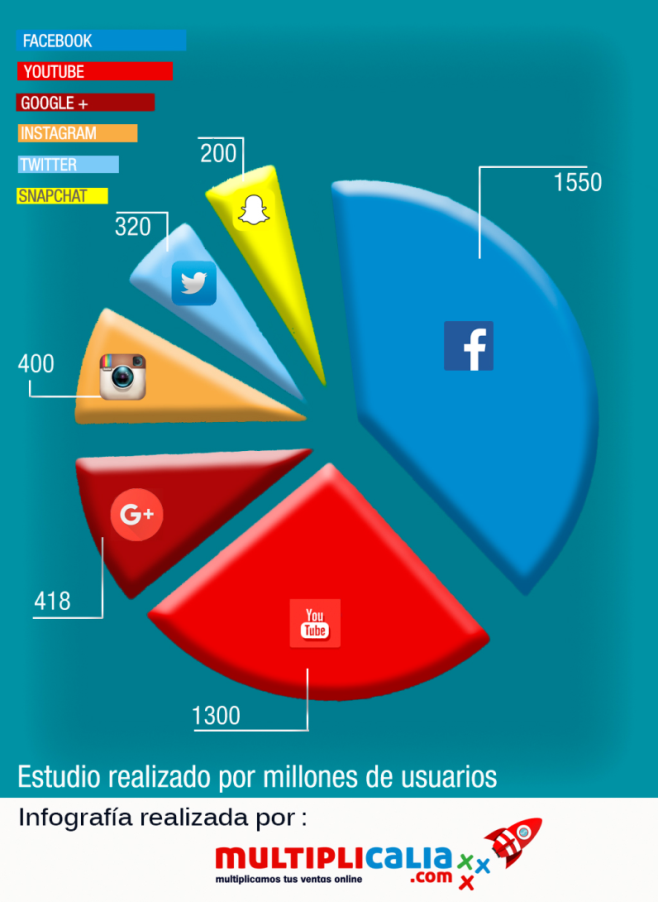 FACEBOOK
YOUTUBE
GOOGLE +
INSTAGRAM
TWITTER
SNAPCHAT
200
1550
320
400
G+
418
You
Tube
1300
Estudio realizado por millones de usuarios
Infografía realizada por :
MULTIPLICALIA
.com
multiplicamos tus ventas online